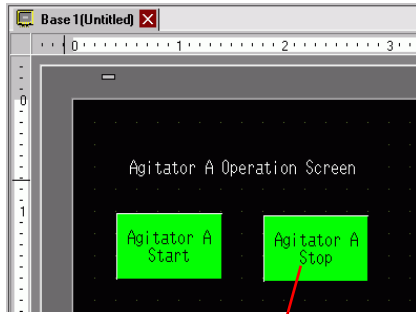 Base 1(Untitled)
0 1 2 3
0
Agitator A Operation Screen
1
Agitator A
Start
Agitator A
Stop